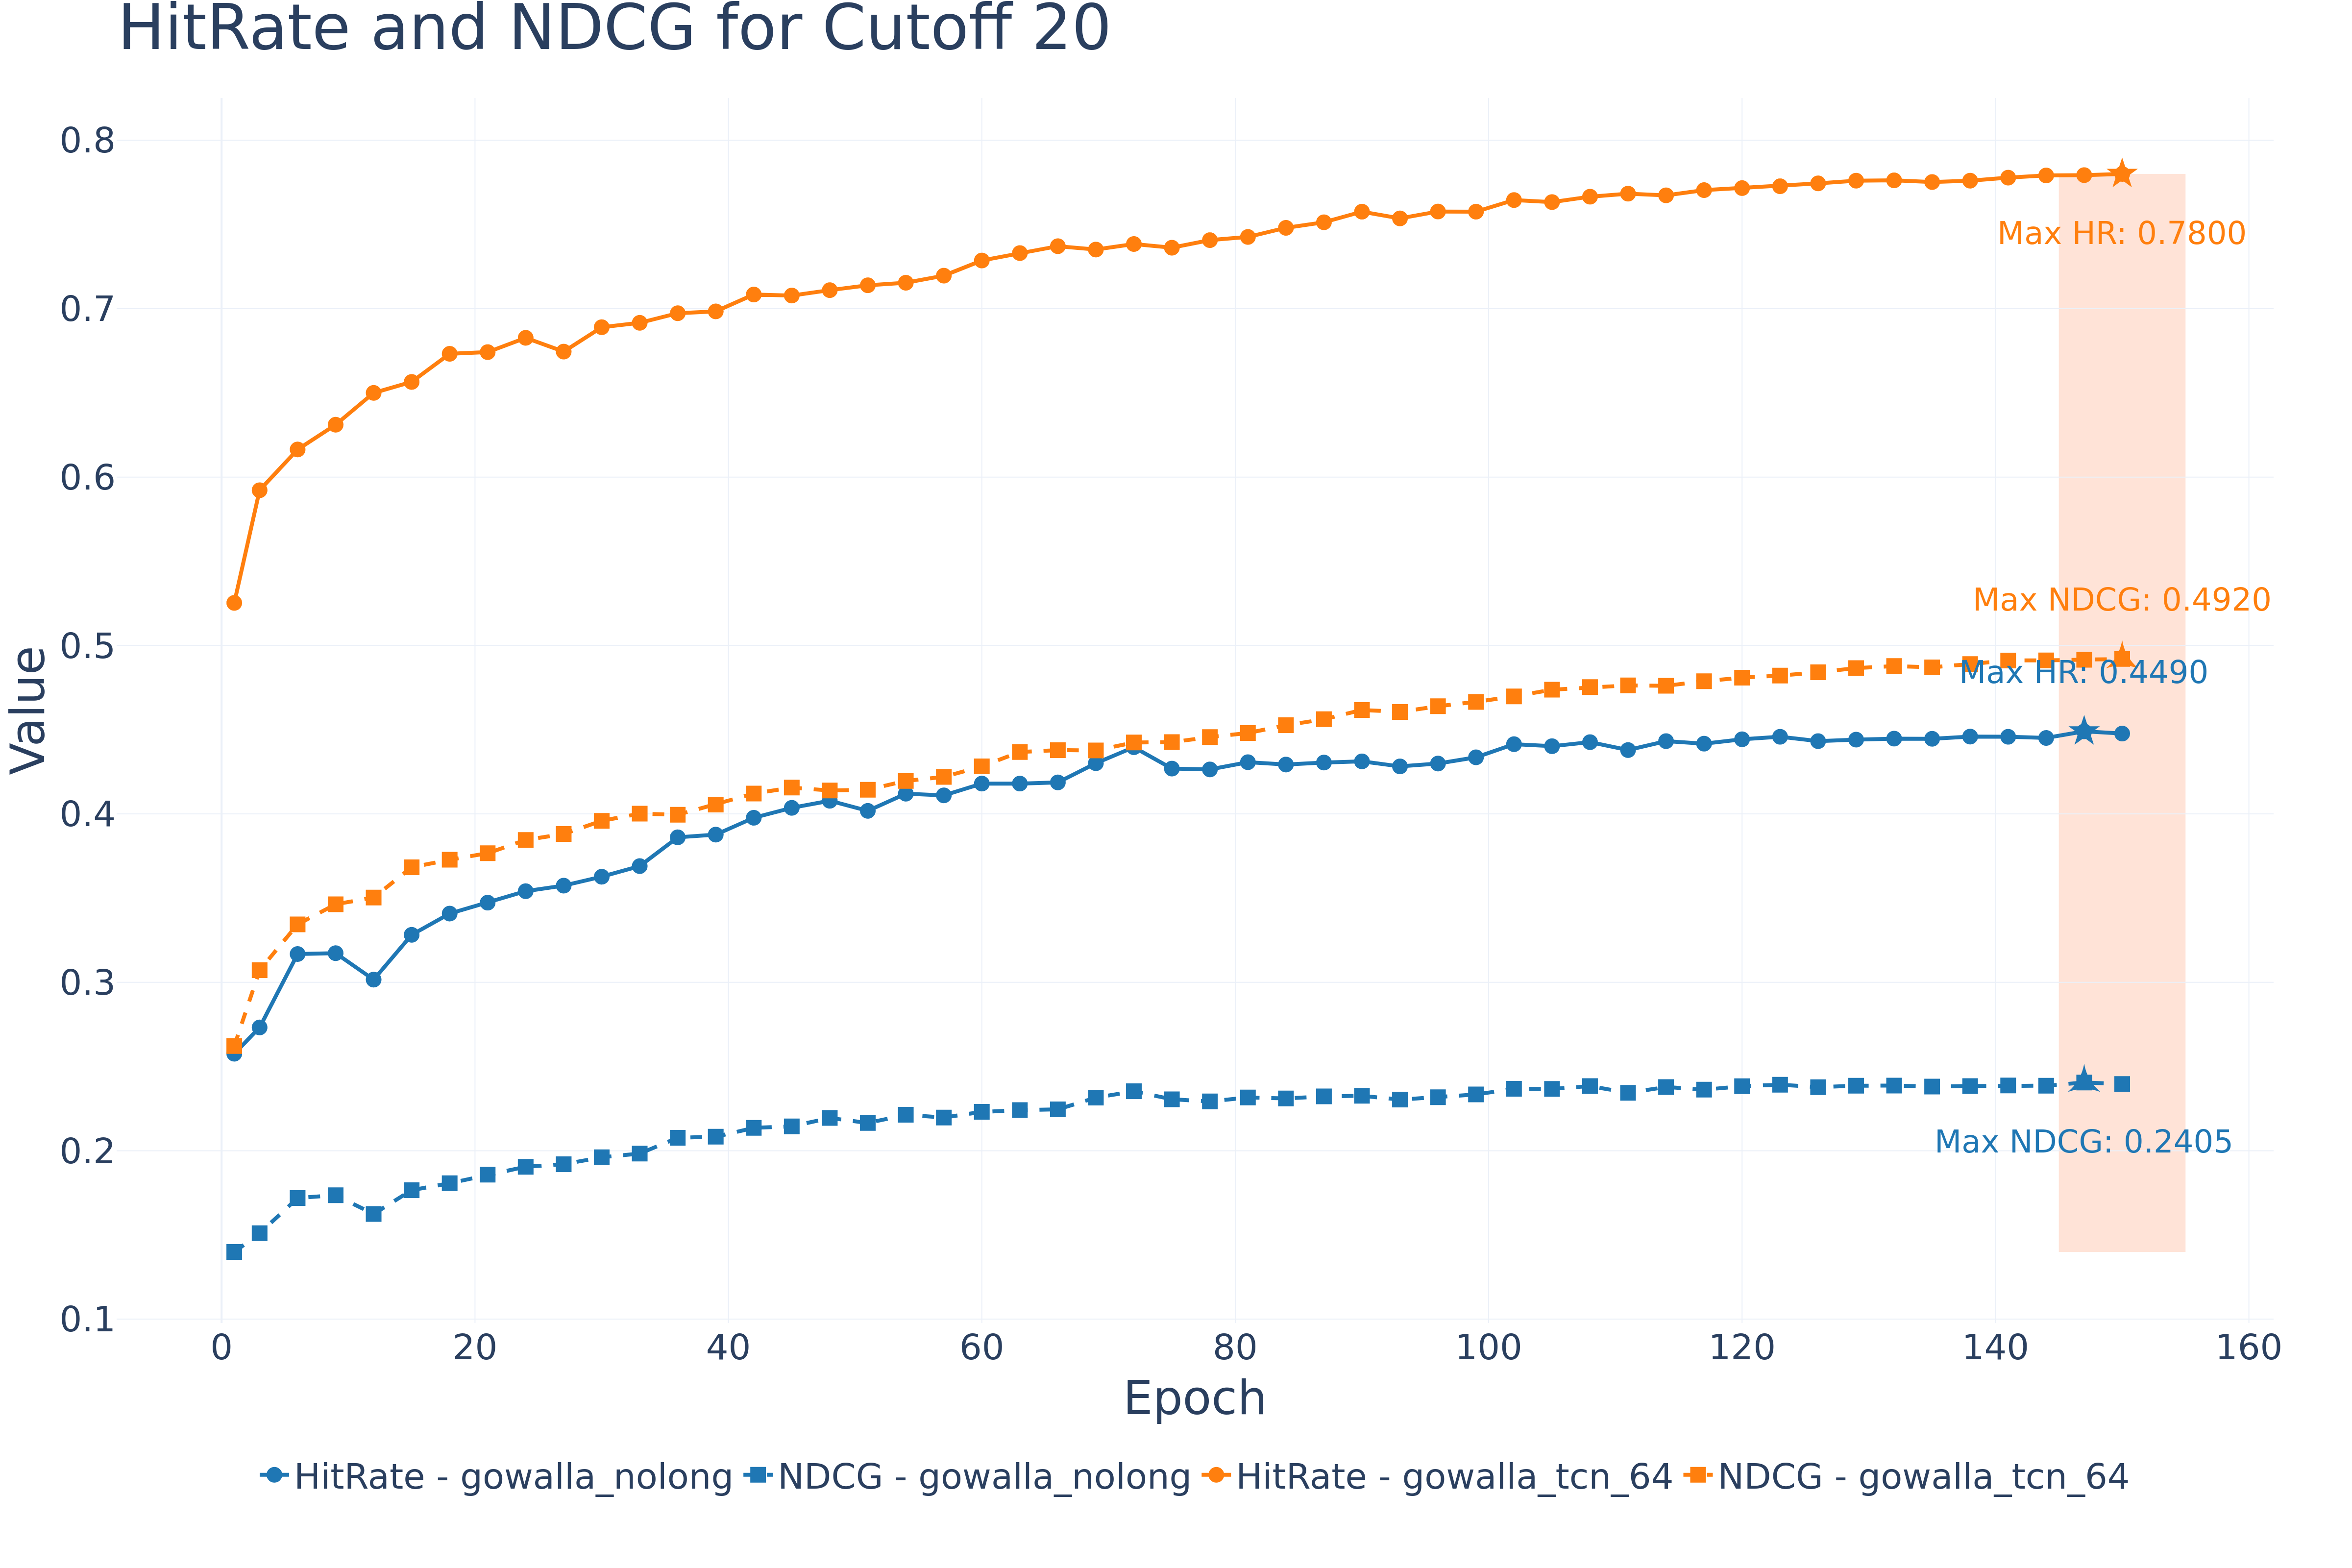 HitRate and NDCG for Cutoff 20
Value
0.8
0.7
0.6
0.5
0.4
0.3
0.2
0.1
Max HR: 0.7800
Max NDCG: 0.4920
Max HR: 0.4490
Max NDCG: 0.2405
0 20 40 60 80 100 120 140 160
Epoch
HitRate - gowalla_nolong NDCG - gowalla_nolong HitRate - gowalla_tcn_64 NDCG - gowalla_tcn_64